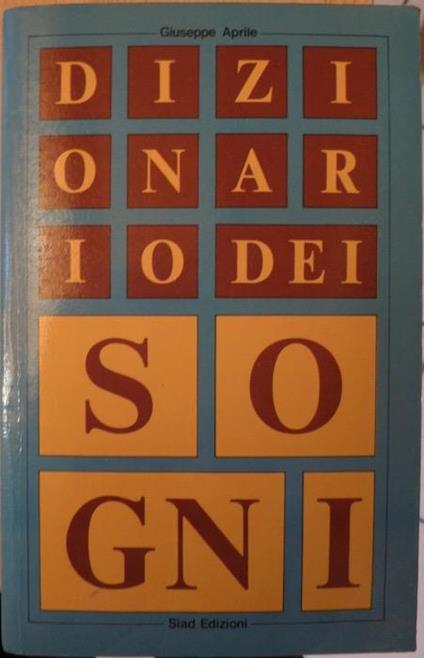 Giuseppe Aprile
DIZI
ONAR
IO DEI
SO
GNI
Siad Edizioni